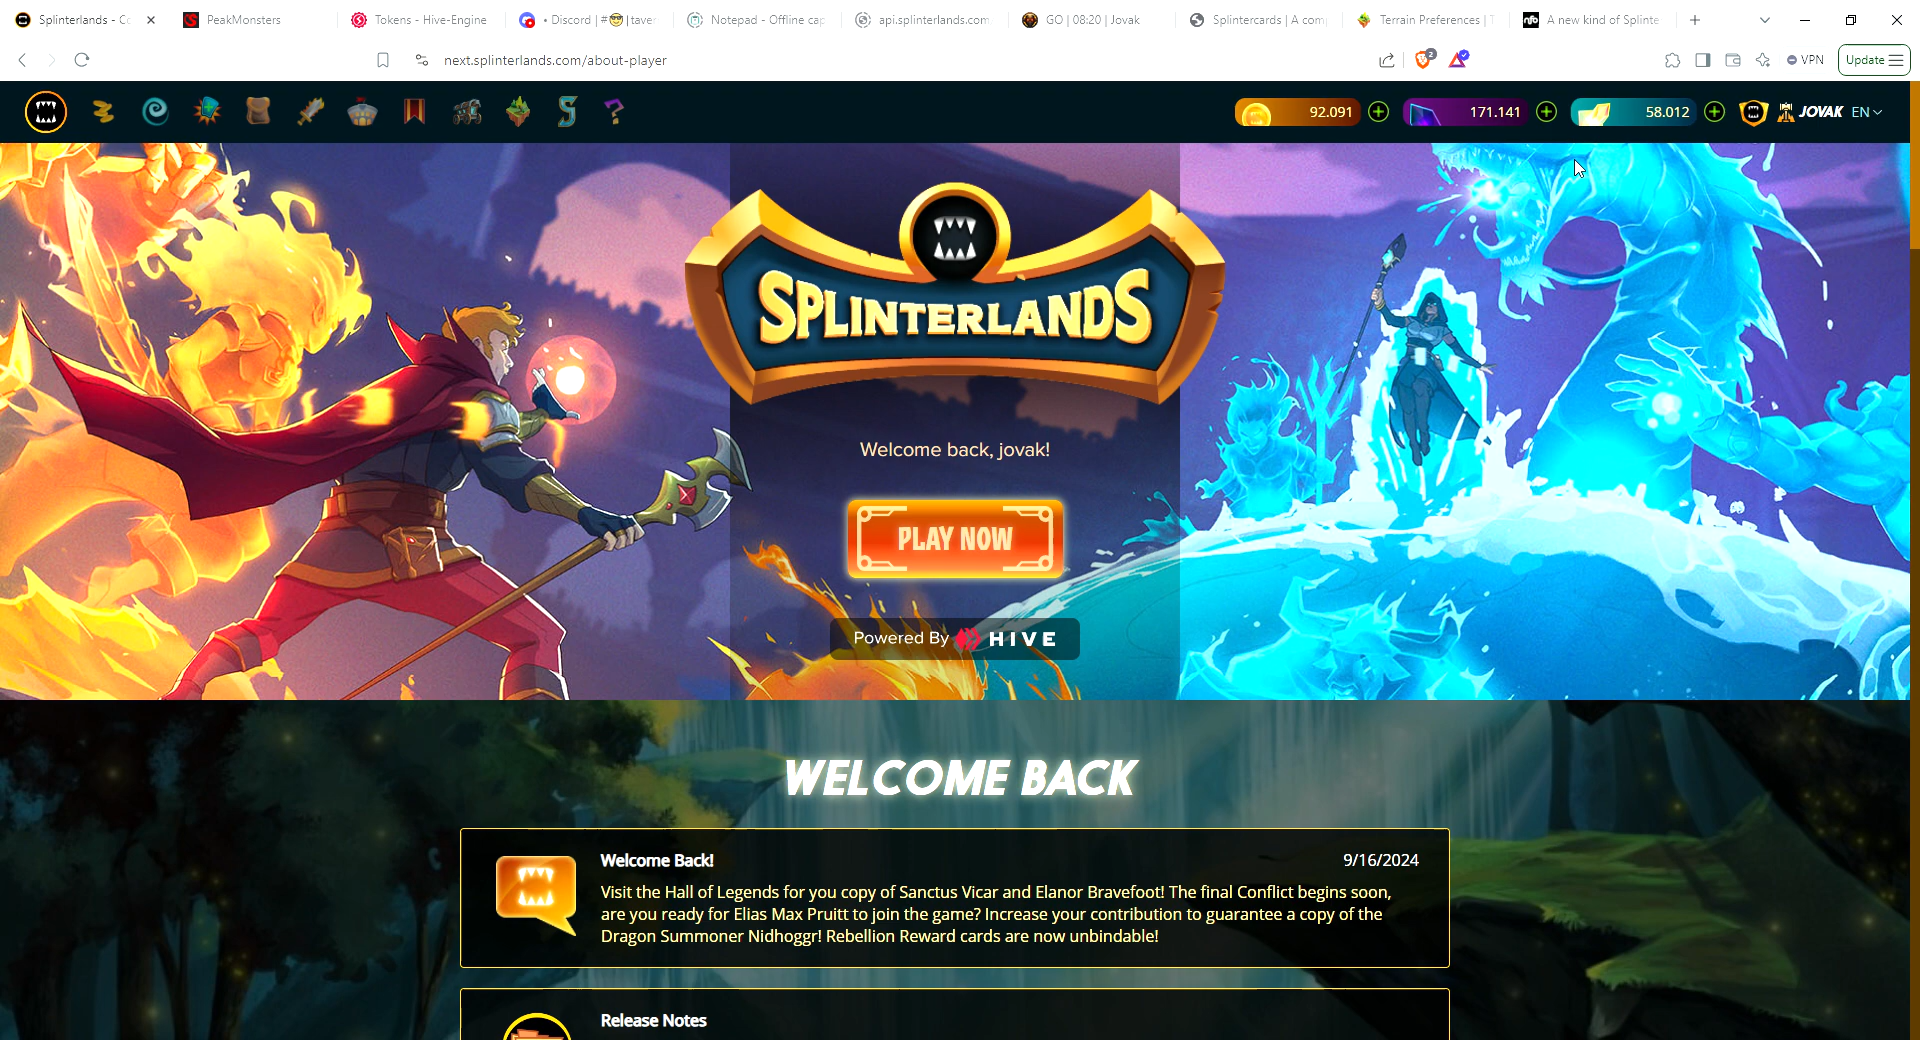 Splinterlands - Co
PeakMonsters
Tokens - Hive-Engine
• Discord | #😎|taver
Notepad - Offline cap
api.splinterlands.com
GO | 08:20 | Jovak
Splintercards | A com
Terrain Preferences |
A new kind of Splinte
next.splinterlands.com/about-player
2
VPN
Update
92.091
171.141
58.012
JOVAK
EN
SPLINTERLANDS
Welcome back, jovak!
PLAY NOW
Powered By HIVE
WELCOME BACK
Welcome Back!
9/16/2024
Visit the Hall of Legends for you copy of Sanctus Vicar and Elanor Bravefoot! The final Conflict begins soon,
are you ready for Elias Max Pruitt to join the game? Increase your contribution to guarantee a copy of the
Dragon Summoner Nidhoggr! Rebellion Reward cards are now unbindable!
Release Notes